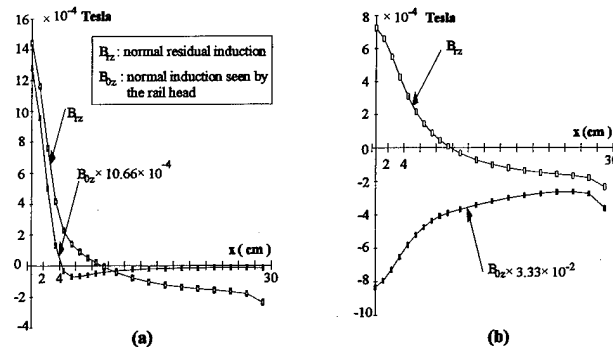 × 10⁻⁴ Tesla
16
14
12
10
8
6
4
2
0
-2
-4
B_rz : normal residual induction
B_0z : normal induction seen by
the rail head
B_rz
B_0z × 10.66 × 10⁻⁴
x ( cm )
2 4
30
(a)
× 10⁻⁴ Tesla
8
6
4
2
0
-2
-4
-6
-8
-10
B_rz
x ( cm )
2 4
30
B_0z × 3.33 × 10⁻²
(b)